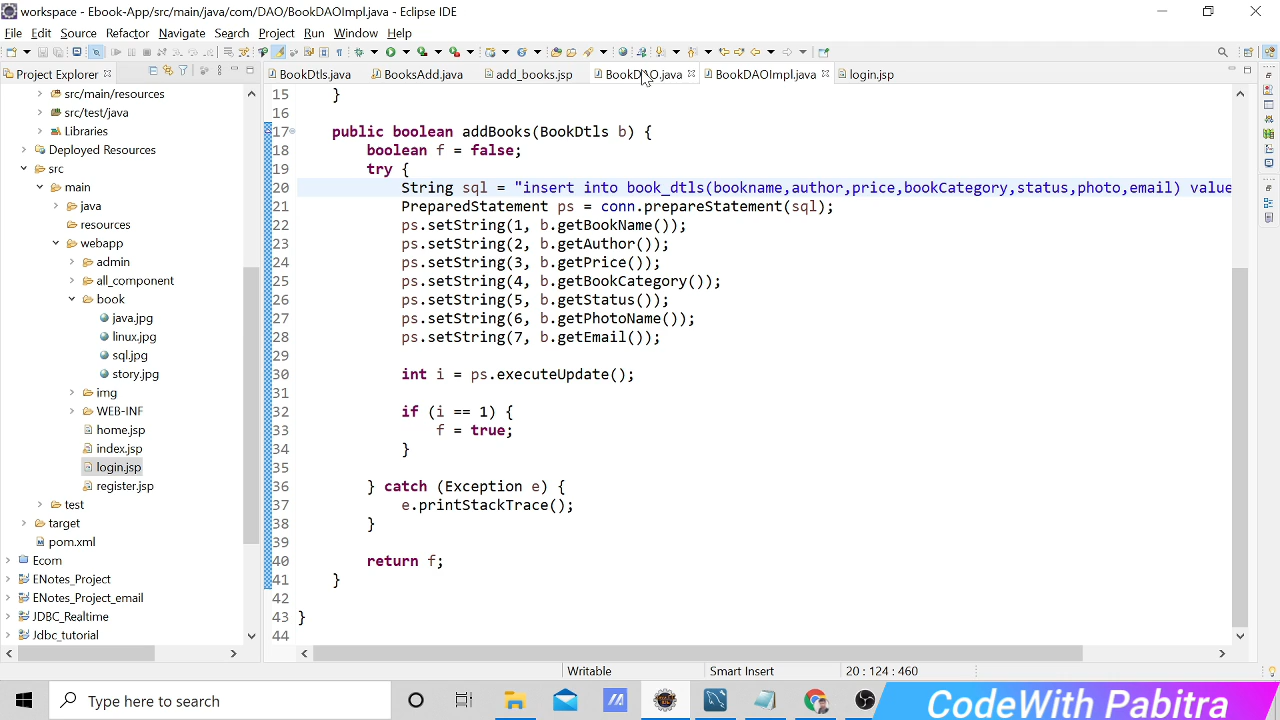 workspace - Ebook-App/src/main/java/com/DAO/BookDAOImpl.java - Eclipse IDE
File Edit Source Refactor Navigate Search Project Run Window Help
Project Explorer
BookDtls.java BooksAdd.java add_books.jsp BookDAO.java BookDAOImpl.java login.jsp
src/main/resources
src/test/java
Libraries
Deployed Resources
src
main
java
resources
webapp
admin
all_component
book
java.jpg
linux.jpg
sql.jpg
story.jpg
img
WEB-INF
home.jsp
index.jsp
login.jsp
register.jsp
test
target
pom.xml
Ecom
ENotes_Project
ENotes_Project_email
JDBC_Realtime
Jdbc_tutorial
15 }
16
17 public boolean addBooks(BookDtls b) {
18 boolean f = false;
19 try {
20 String sql = "insert into book_dtls(bookname,author,price,bookCategory,status,photo,email) value
21 PreparedStatement ps = conn.prepareStatement(sql);
22 ps.setString(1, b.getBookName());
23 ps.setString(2, b.getAuthor());
24 ps.setString(3, b.getPrice());
25 ps.setString(4, b.getBookCategory());
26 ps.setString(5, b.getStatus());
27 ps.setString(6, b.getPhotoName());
28 ps.setString(7, b.getEmail());
29
30 int i = ps.executeUpdate();
31
32 if (i == 1) {
33 f = true;
34 }
35
36 } catch (Exception e) {
37 e.printStackTrace();
38 }
39
40 return f;
41 }
42
43 }
44
Writable Smart Insert 20 : 124 : 460
Type here to search
CodeWith Pabitra